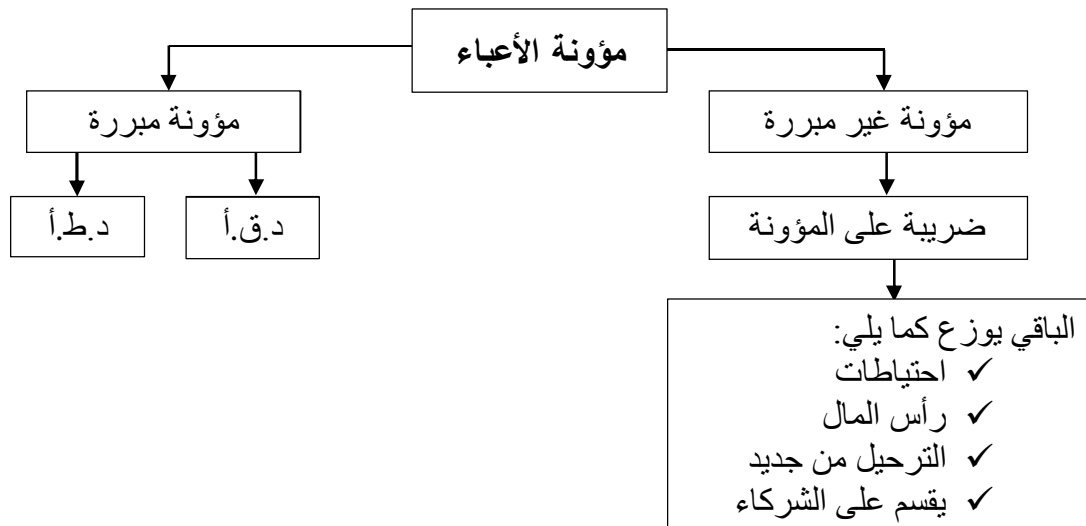 مؤونة الأعباء
مؤونة غير مبررة
مؤونة مبررة
ضريبة على المؤونة
د.ق.أ
د.ط.أ
الباقي يوزع كما يلي:
✓ احتياطات
✓ رأس المال
✓ الترحيل من جديد
✓ يقسم على الشركاء